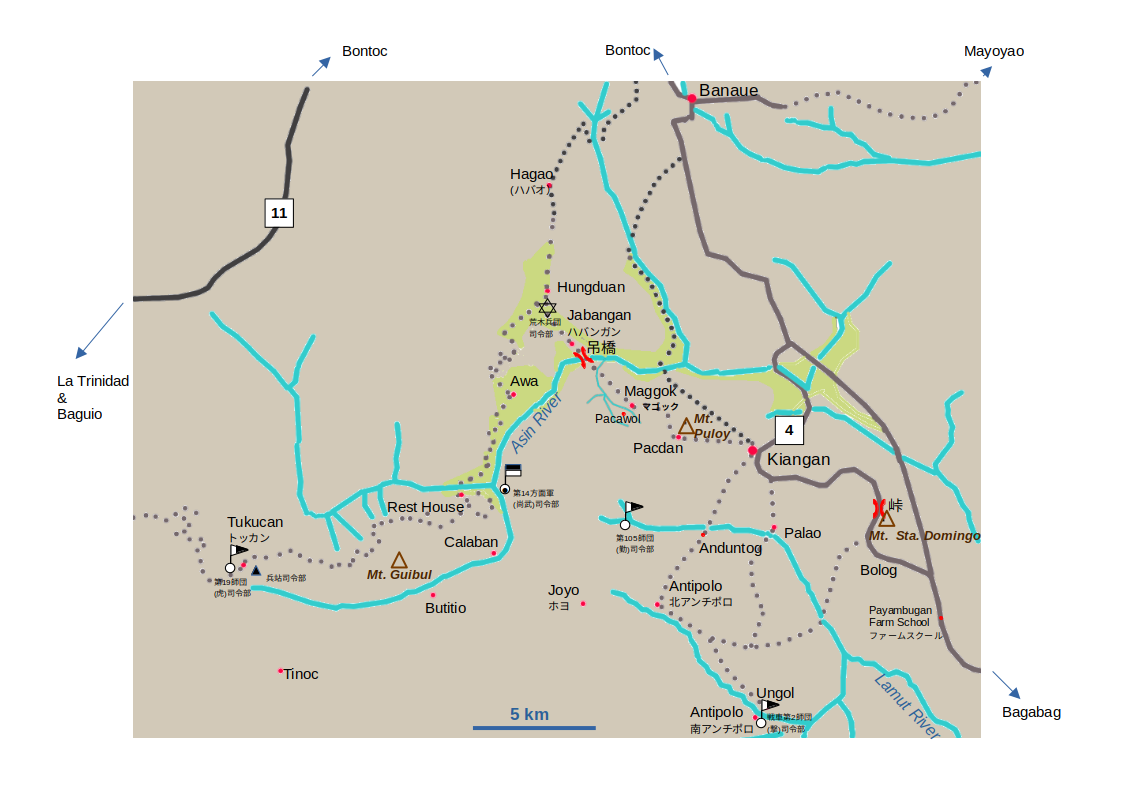 Bontoc
Bontoc
Mayoyao
Banaue
Hagao
(ハパオ)
11
Hungduan
荒木兵団
司令部
Jabangan
ハバンガン
吊橋
La Trinidad
&
Baguio
Awa
Asin River
Maggok
マゴック
Pacawol
Mt.
Puloy
Pacdan
4
Kiangan
Rest House
第14方面軍
(尚武)司令部
峠
Mt. Sta. Domingo
Tukucan
トッカン
Calaban
第105師団
(勤)司令部
Palao
Anduntog
第19師団
(虎)司令部
兵站司令部
Mt. Guibul
Bolog
Butitio
Joyo
ホヨ
Antipolo
北アンチポロ
Payambugan
Farm School
ファームスクール
Tinoc
Ungol
Lamut River
5 km
Antipolo
南アンチポロ
戦車第2師団
(撃)司令部
Bagabag